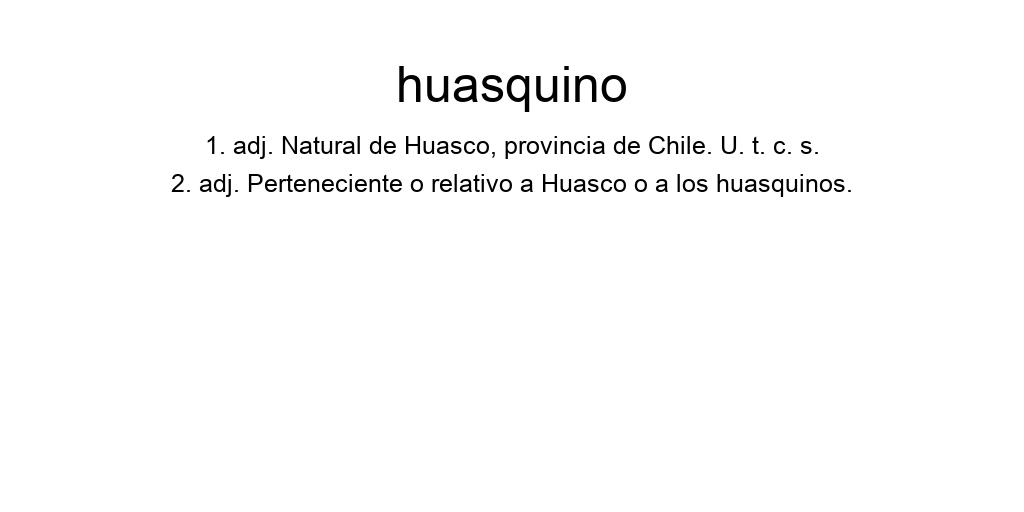 huasquino
1. adj. Natural de Huasco, provincia de Chile. U. t. c. s.
2. adj. Perteneciente o relativo a Huasco o a los huasquinos.